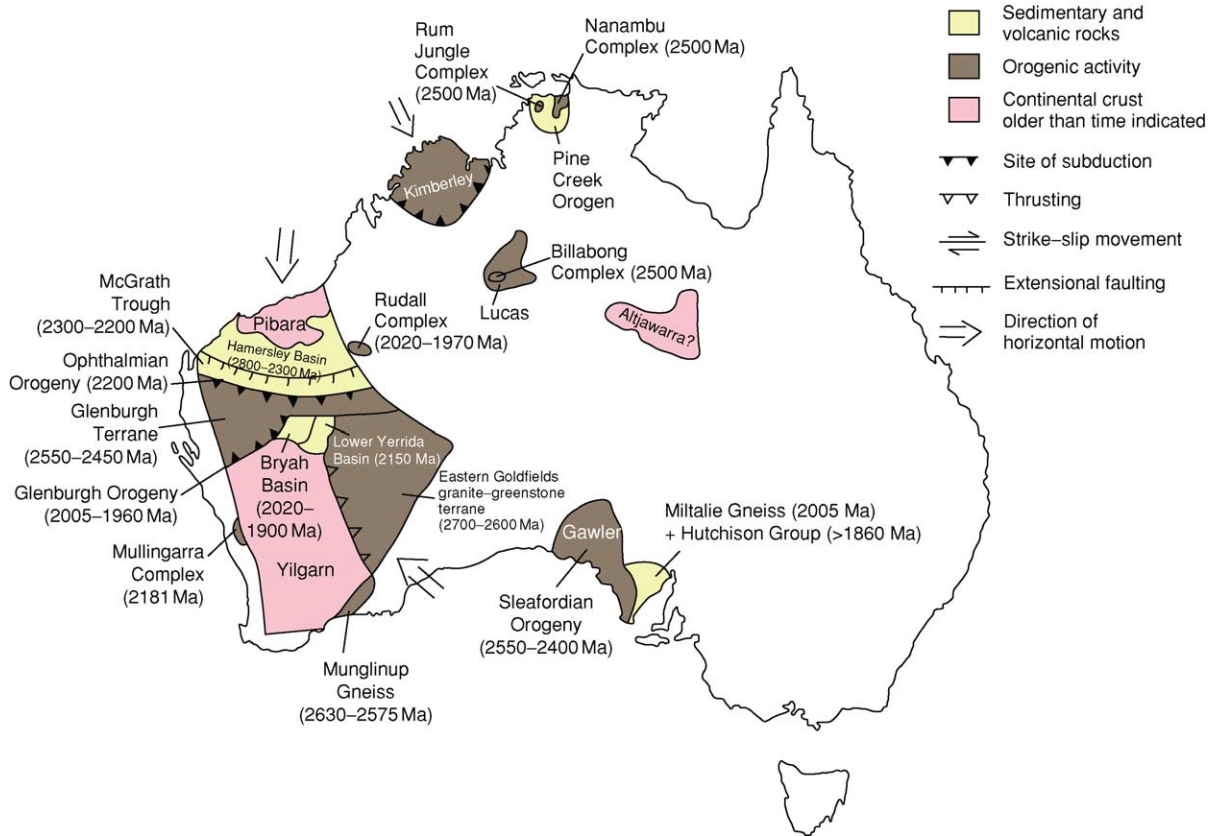 Rum
Jungle
Complex
(2500 Ma)
Nanambu
Complex (2500 Ma)
Pine
Creek
Orogen
Kimberley
Billabong
Complex (2500 Ma)
Lucas
Altjawarra?
McGrath
Trough
(2300–2200 Ma)
Pibara
Rudall
Complex
(2020–1970 Ma)
Hamersley Basin
(2800–2300 Ma)
Ophthalmian
Orogeny (2200 Ma)
Glenburgh
Terrane
(2550–2450 Ma)
Lower Yerrida
Basin (2150 Ma)
Bryah
Basin
(2020–
1900 Ma)
Eastern Goldfields
granite–greenstone
terrane
(2700–2600 Ma)
Glenburgh Orogeny
(2005–1960 Ma)
Mullingarra
Complex
(2181 Ma)
Yilgarn
Munglinup
Gneiss
(2630–2575 Ma)
Gawler
Miltalie Gneiss (2005 Ma)
+ Hutchison Group (>1860 Ma)
Sleafordian
Orogeny
(2550–2400 Ma)
Sedimentary and
volcanic rocks
Orogenic activity
Continental crust
older than time indicated
Site of subduction
Thrusting
Strike–slip movement
Extensional faulting
Direction of
horizontal motion